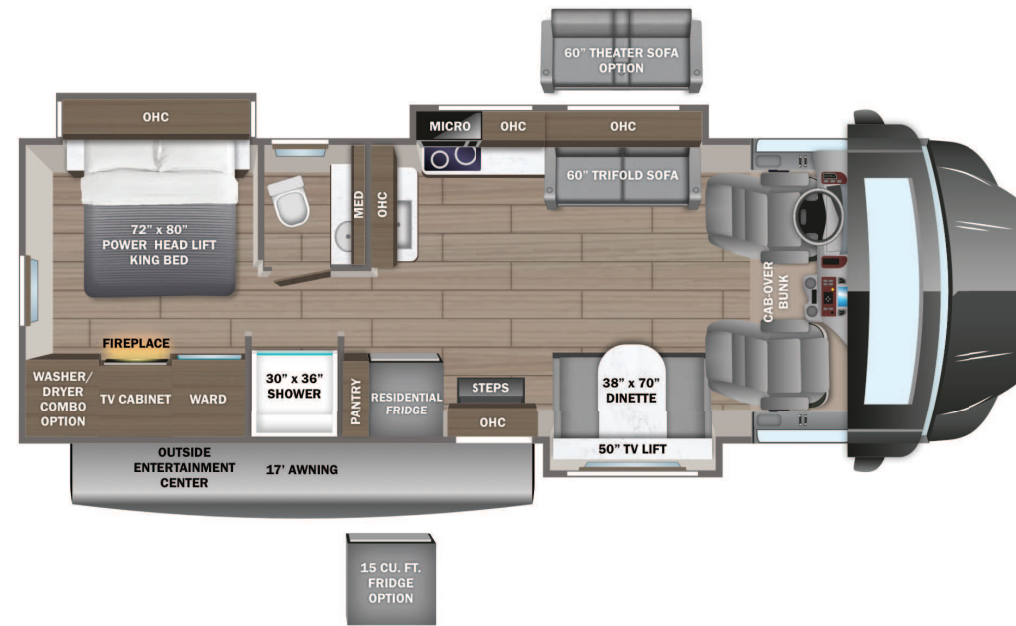 60” THEATER SOFA
OPTION
OHC
MICRO
OHC
OHC
60” TRIFOLD SOFA
MED
OHC
72” x 80”
POWER HEAD LIFT
KING BED
CAB-OVER
BUNK
FIREPLACE
WASHER/
DRYER
COMBO
OPTION
TV CABINET
WARD
30” x 36”
SHOWER
PANTRY
RESIDENTIAL
FRIDGE
STEPS
OHC
38” x 70”
DINETTE
50” TV LIFT
OUTSIDE
ENTERTAINMENT
CENTER
17’ AWNING
15 CU. FT.
FRIDGE
OPTION